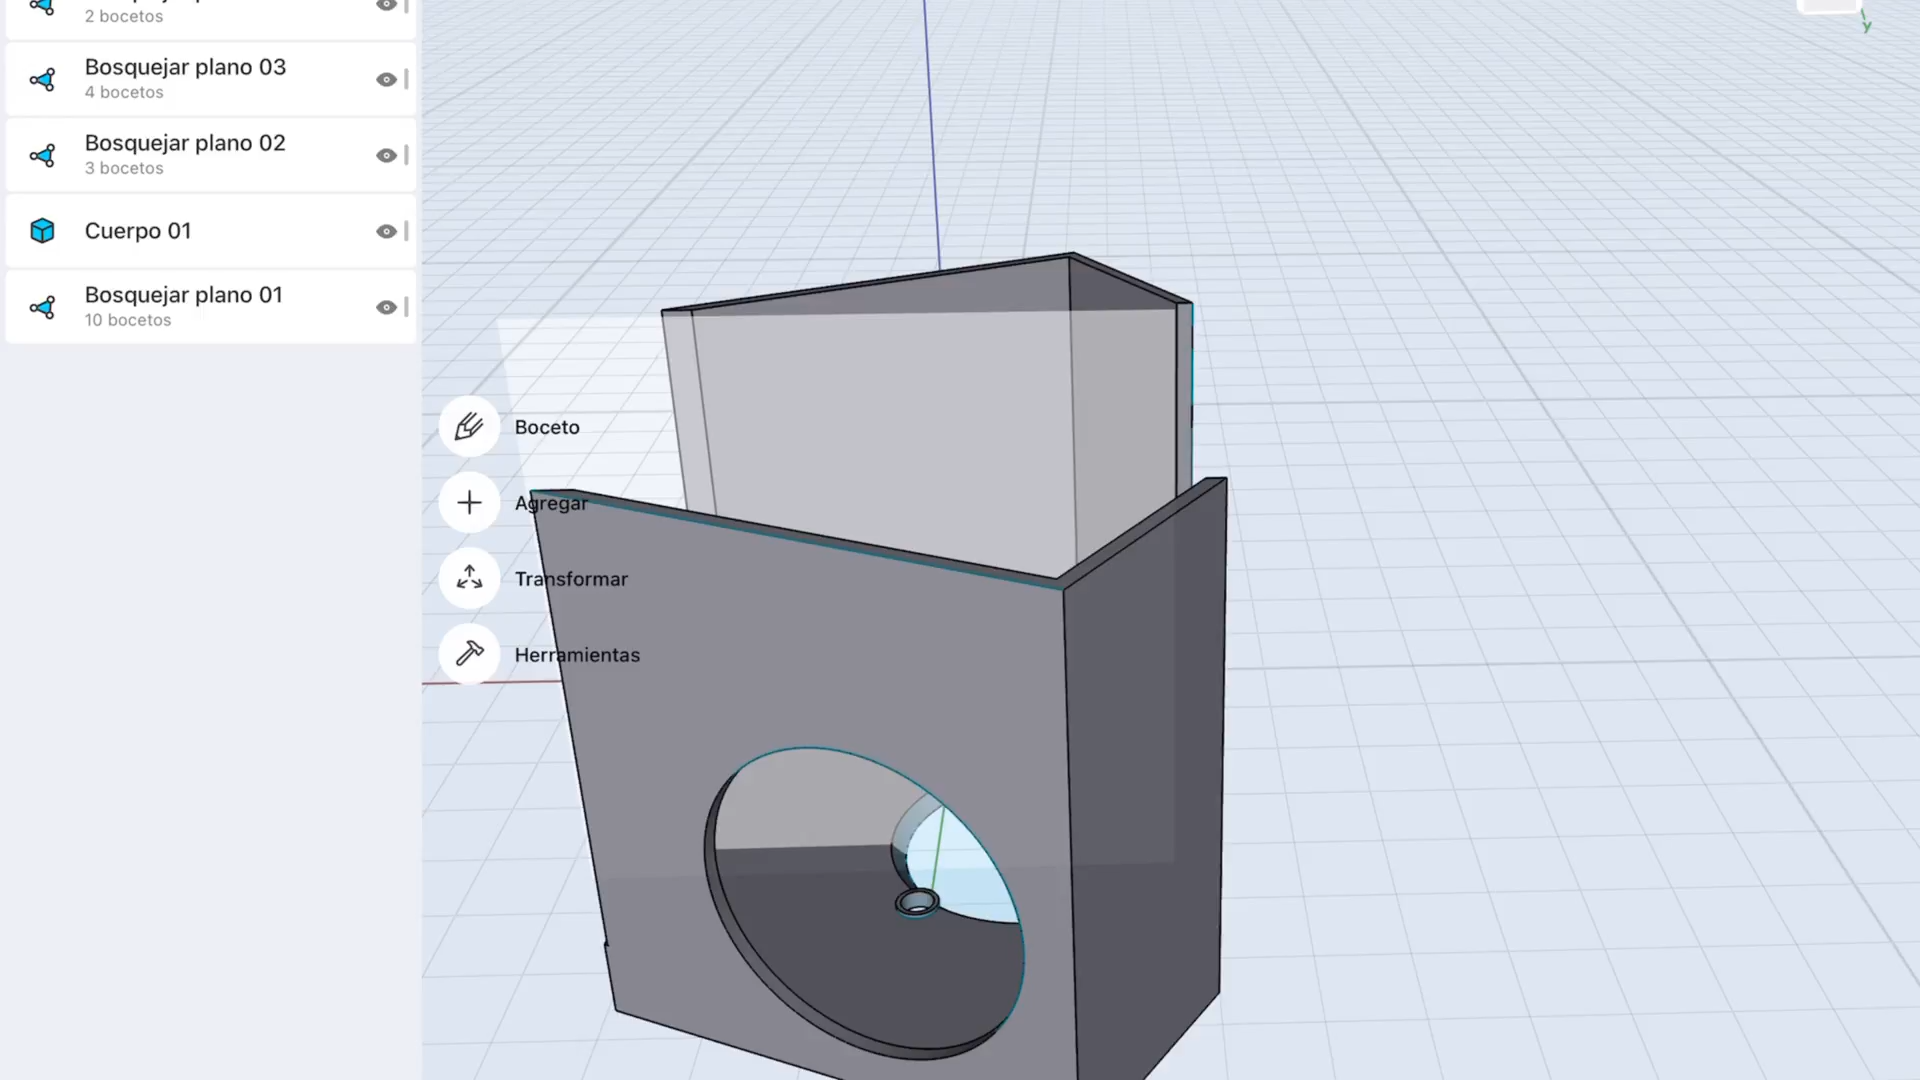 2 bocetos
Bosquejar plano 03
4 bocetos
Bosquejar plano 02
3 bocetos
Cuerpo 01
Bosquejar plano 01
10 bocetos
Boceto
Agregar
Transformar
Herramientas
y